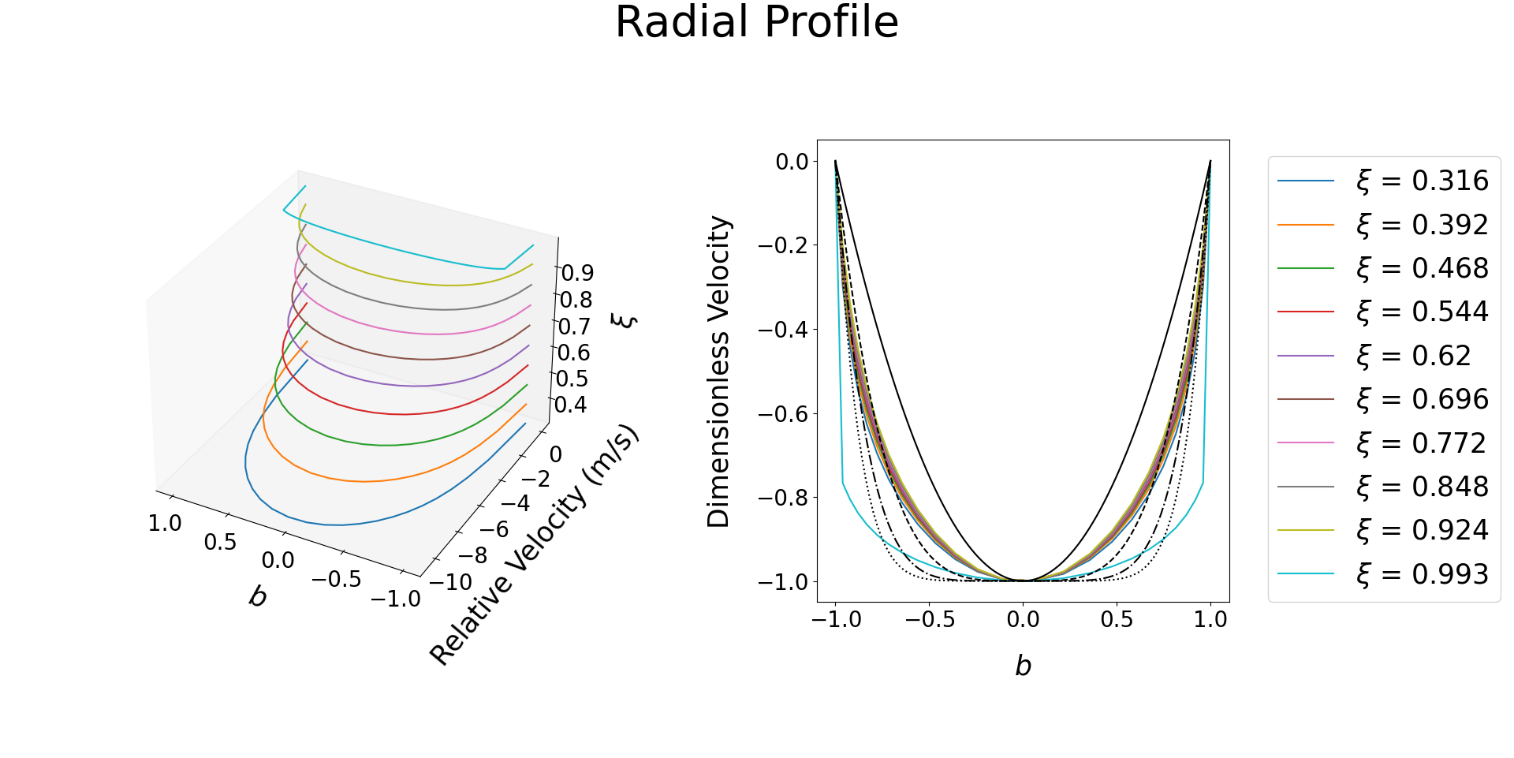 Radial Profile
0.9
0.8
0.7
0.6
0.5
0.4
ξ
1.0
0.5
0.0
−0.5
−1.0
b
0
−2
−4
−6
−8
−10
Relative Velocity (m/s)
0.0
−0.2
−0.4
−0.6
−0.8
−1.0
Dimensionless Velocity
−1.0 −0.5 0.0 0.5 1.0
b
ξ = 0.316
ξ = 0.392
ξ = 0.468
ξ = 0.544
ξ = 0.62
ξ = 0.696
ξ = 0.772
ξ = 0.848
ξ = 0.924
ξ = 0.993